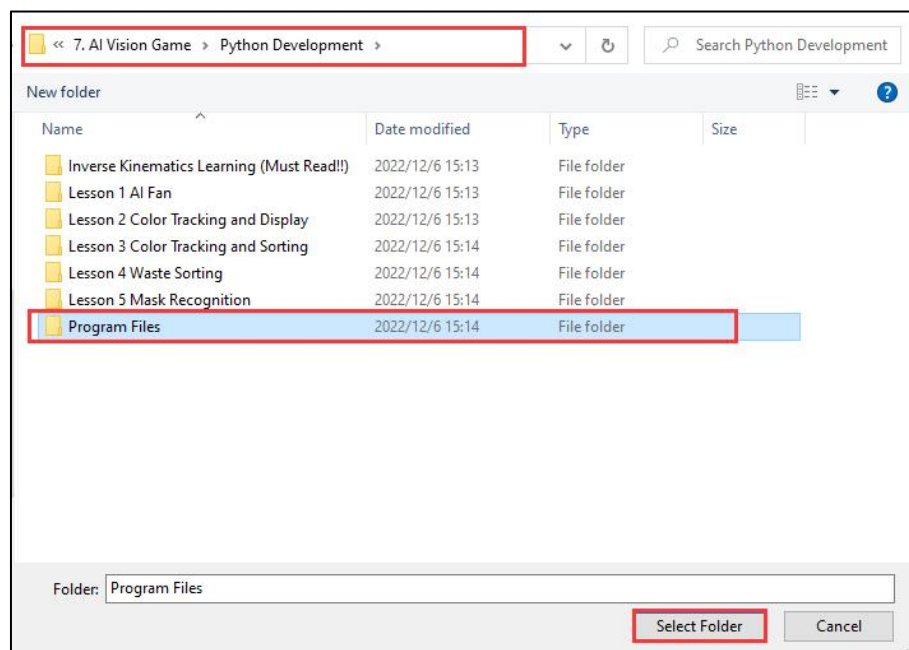 « 7. AI Vision Game › Python Development › Search Python Development
New folder
Name Date modified Type Size
Inverse Kinematics Learning (Must Read!!) 2022/12/6 15:13 File folder
Lesson 1 AI Fan 2022/12/6 15:13 File folder
Lesson 2 Color Tracking and Display 2022/12/6 15:13 File folder
Lesson 3 Color Tracking and Sorting 2022/12/6 15:14 File folder
Lesson 4 Waste Sorting 2022/12/6 15:14 File folder
Lesson 5 Mask Recognition 2022/12/6 15:14 File folder
Program Files 2022/12/6 15:14 File folder
Folder: Program Files
Select Folder Cancel